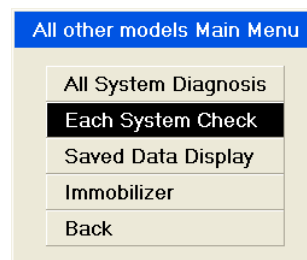 All other models Main Menu
All System Diagnosis
Each System Check
Saved Data Display
Immobilizer
Back